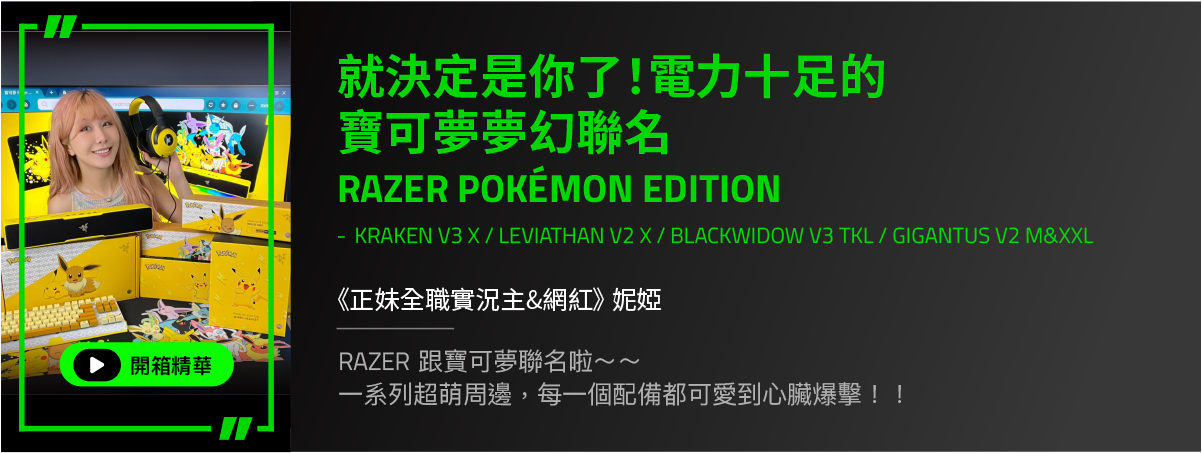 就決定是你了！電力十足的
寶可夢夢幻聯名
RAZER POKÉMON EDITION
- KRAKEN V3 X / LEVIATHAN V2 X / BLACKWIDOW V3 TKL / GIGANTUS V2 M&XXL
《正妹全職實況主&網紅》妮婭
RAZER 跟寶可夢聯名啦～～
一系列超萌周邊，每一個配備都可愛到心臟爆擊！！
開箱精華